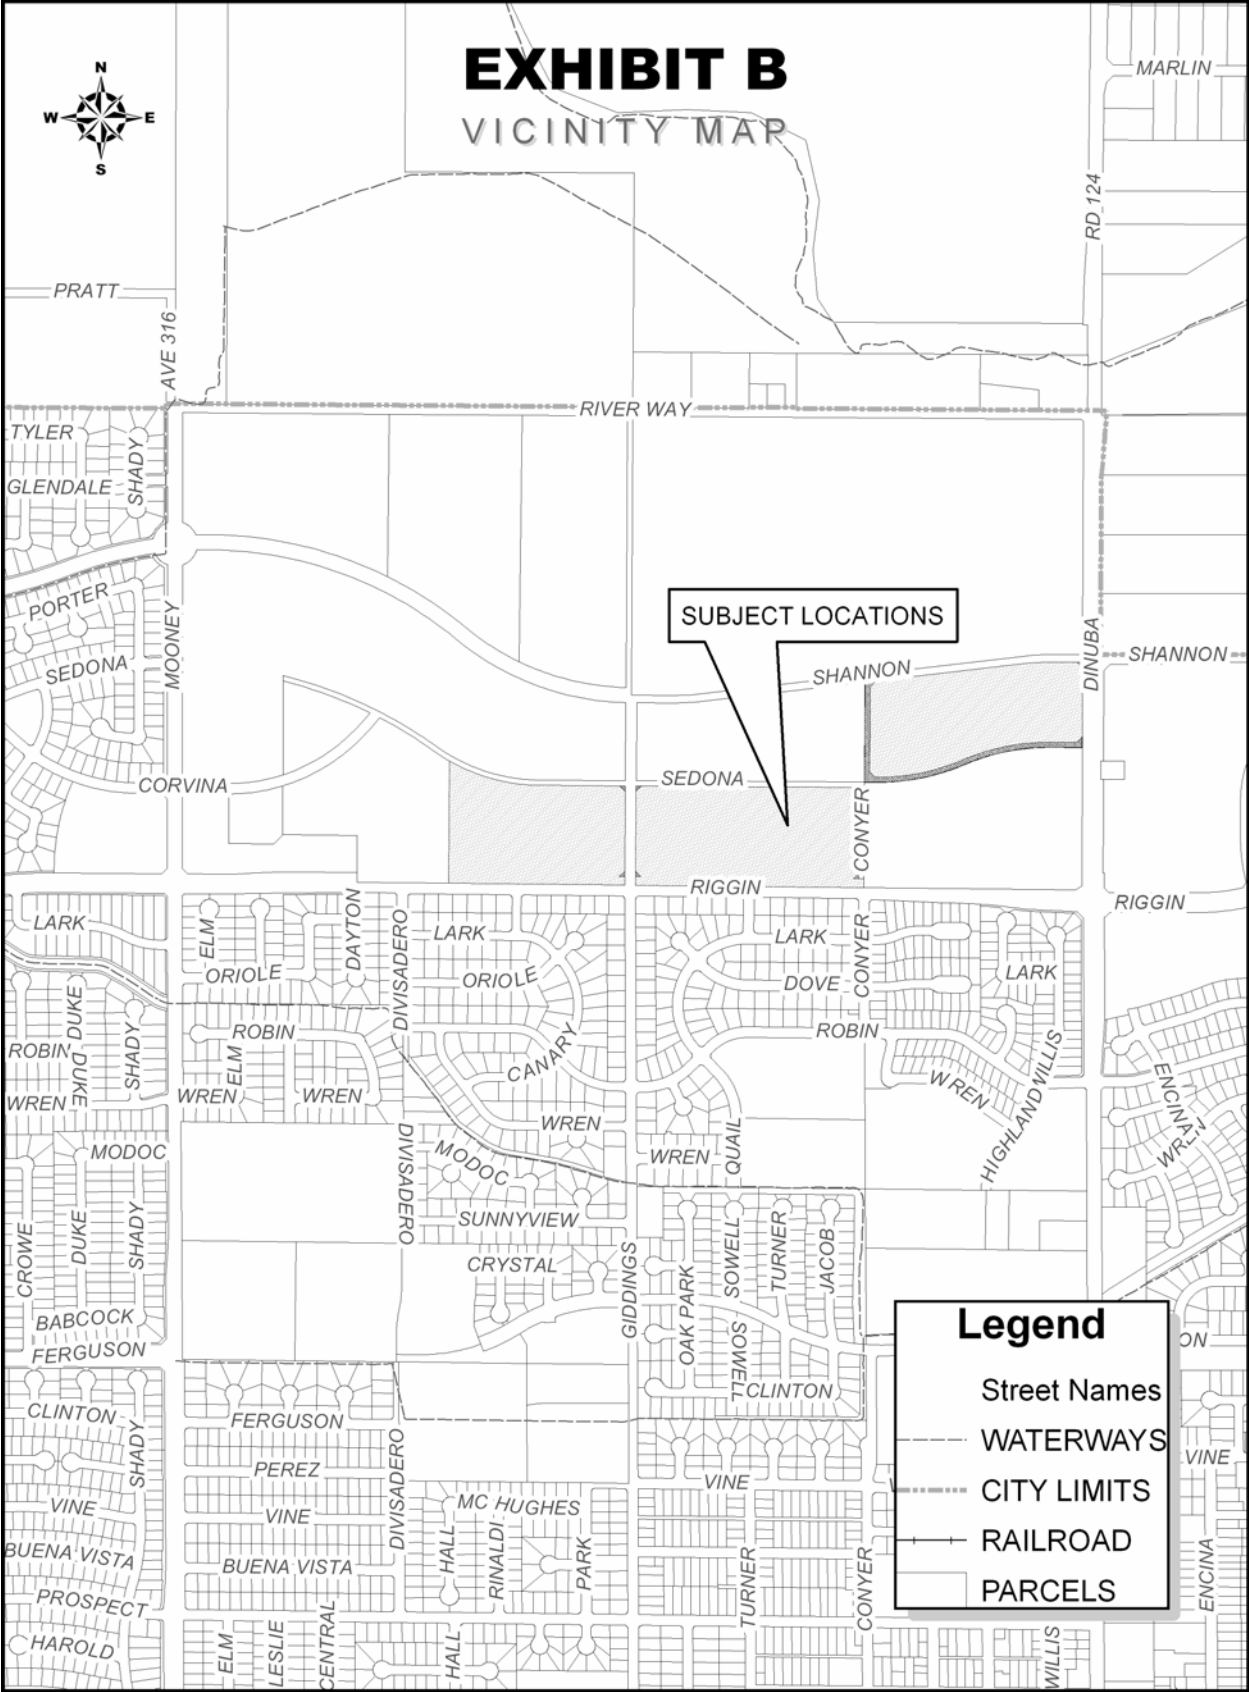 EXHIBIT B
VICINITY MAP
N
W E
S
MARLIN
RD 124
PRATT
AVE 316
RIVER WAY
TYLER
SHADY
GLENDALE
PORTER
MOONEY
SEDONA
SUBJECT LOCATIONS
DINUBA
SHANNON
SHANNON
CORVINA
SEDONA
CONYER
RIGGIN
RIGGIN
LARK
ELM
DAYTON
DIVISADERO
LARK
LARK
CONYER
ORIOLE
ORIOLE
DOVE
LARK
DUKE
ROBIN
CANARY
ROBIN
ROBIN
DUKE
SHADY
ELM
WREN
WREN
WREN
WREN
WREN
HIGHLAND
WILLIS
ENCINA
WREN
MODOC
DIVISADERO
MODOC
WREN
QUAIL
CROWE
DUKE
SHADY
SUNNYVIEW
CRYSTAL
GIDDINGS
OAK PARK
SOWELL
TURNER
JACOB
BABCOCK
FERGUSON
SOWELL
CLINTON
ON
CLINTON
SHADY
FERGUSON
DIVISADERO
PEREZ
VINE
VINE
VINE
VINE
MC HUGHES
HALL
RINALDI
PARK
BUENA VISTA
BUENA VISTA
TURNER
CONYER
ENCINA
PROSPECT
HAROLD
ELM
LESLIE
CENTRAL
HALL
WILLIS
Legend
Street Names
WATERWAYS
CITY LIMITS
RAILROAD
PARCELS